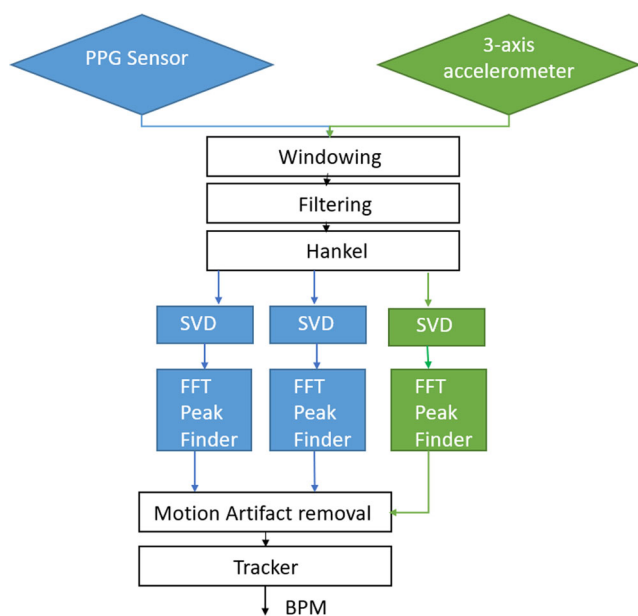 PPG Sensor
3-axis
accelerometer
Windowing
Filtering
Hankel
SVD
SVD
SVD
FFT
Peak
Finder
FFT
Peak
Finder
FFT
Peak
Finder
Motion Artifact removal
Tracker
BPM